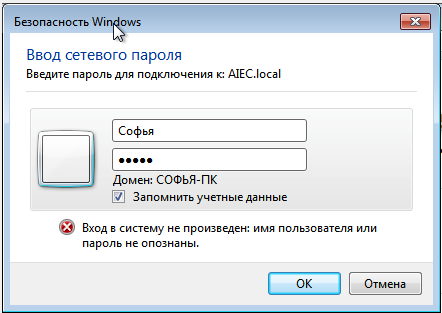 Безопасность Windows
Ввод сетевого пароля
Введите пароль для подключения к: AIEC.local
Софья
●●●●●
Домен: СОФЬЯ-ПК
Запомнить учетные данные
Вход в систему не произведен: имя пользователя или
пароль не опознаны.
ОК
Отмена